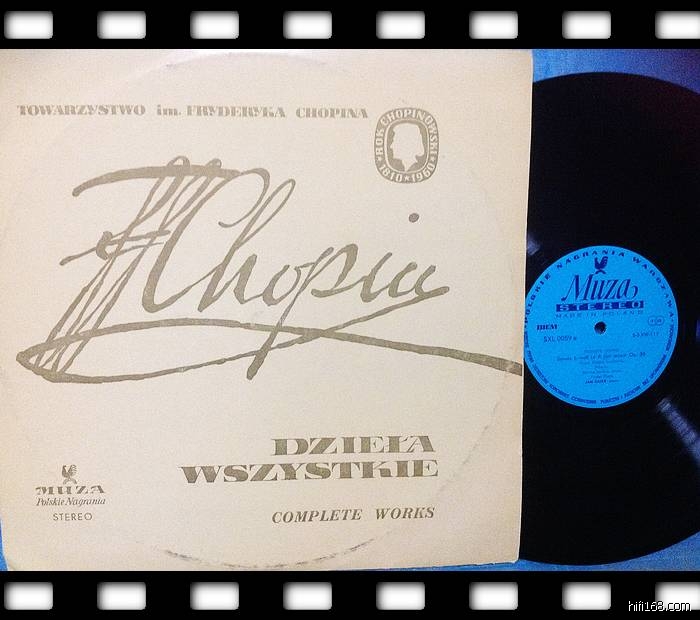 TOWARZYSTWO im. FRYDERYKA CHOPINA
ROK CHOPINOWSKI
1810 ★ 1960
FChopin
DZIEŁA
WSZYSTKIE
COMPLETE WORKS
MUZA
Polskie Nagrania
STEREO
POLSKIE NAGRANIA WARSZAWA
Muza
STEREO
MADE IN POLAND
BIEM
SXL 0059
hifi168.com